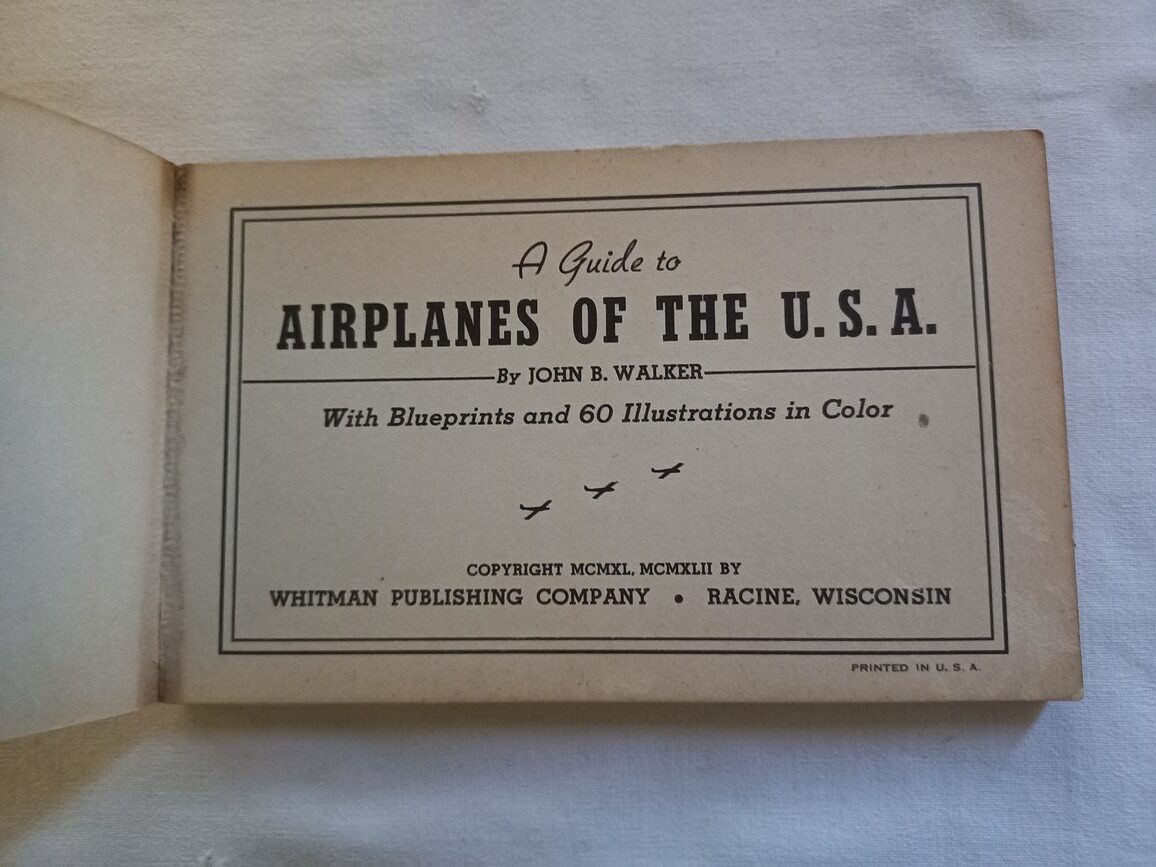 A Guide to
AIRPLANES OF THE U. S. A.
By JOHN B. WALKER
With Blueprints and 60 Illustrations in Color
COPYRIGHT MCMXL, MCMXLII BY
WHITMAN PUBLISHING COMPANY • RACINE, WISCONSIN
PRINTED IN U. S. A.